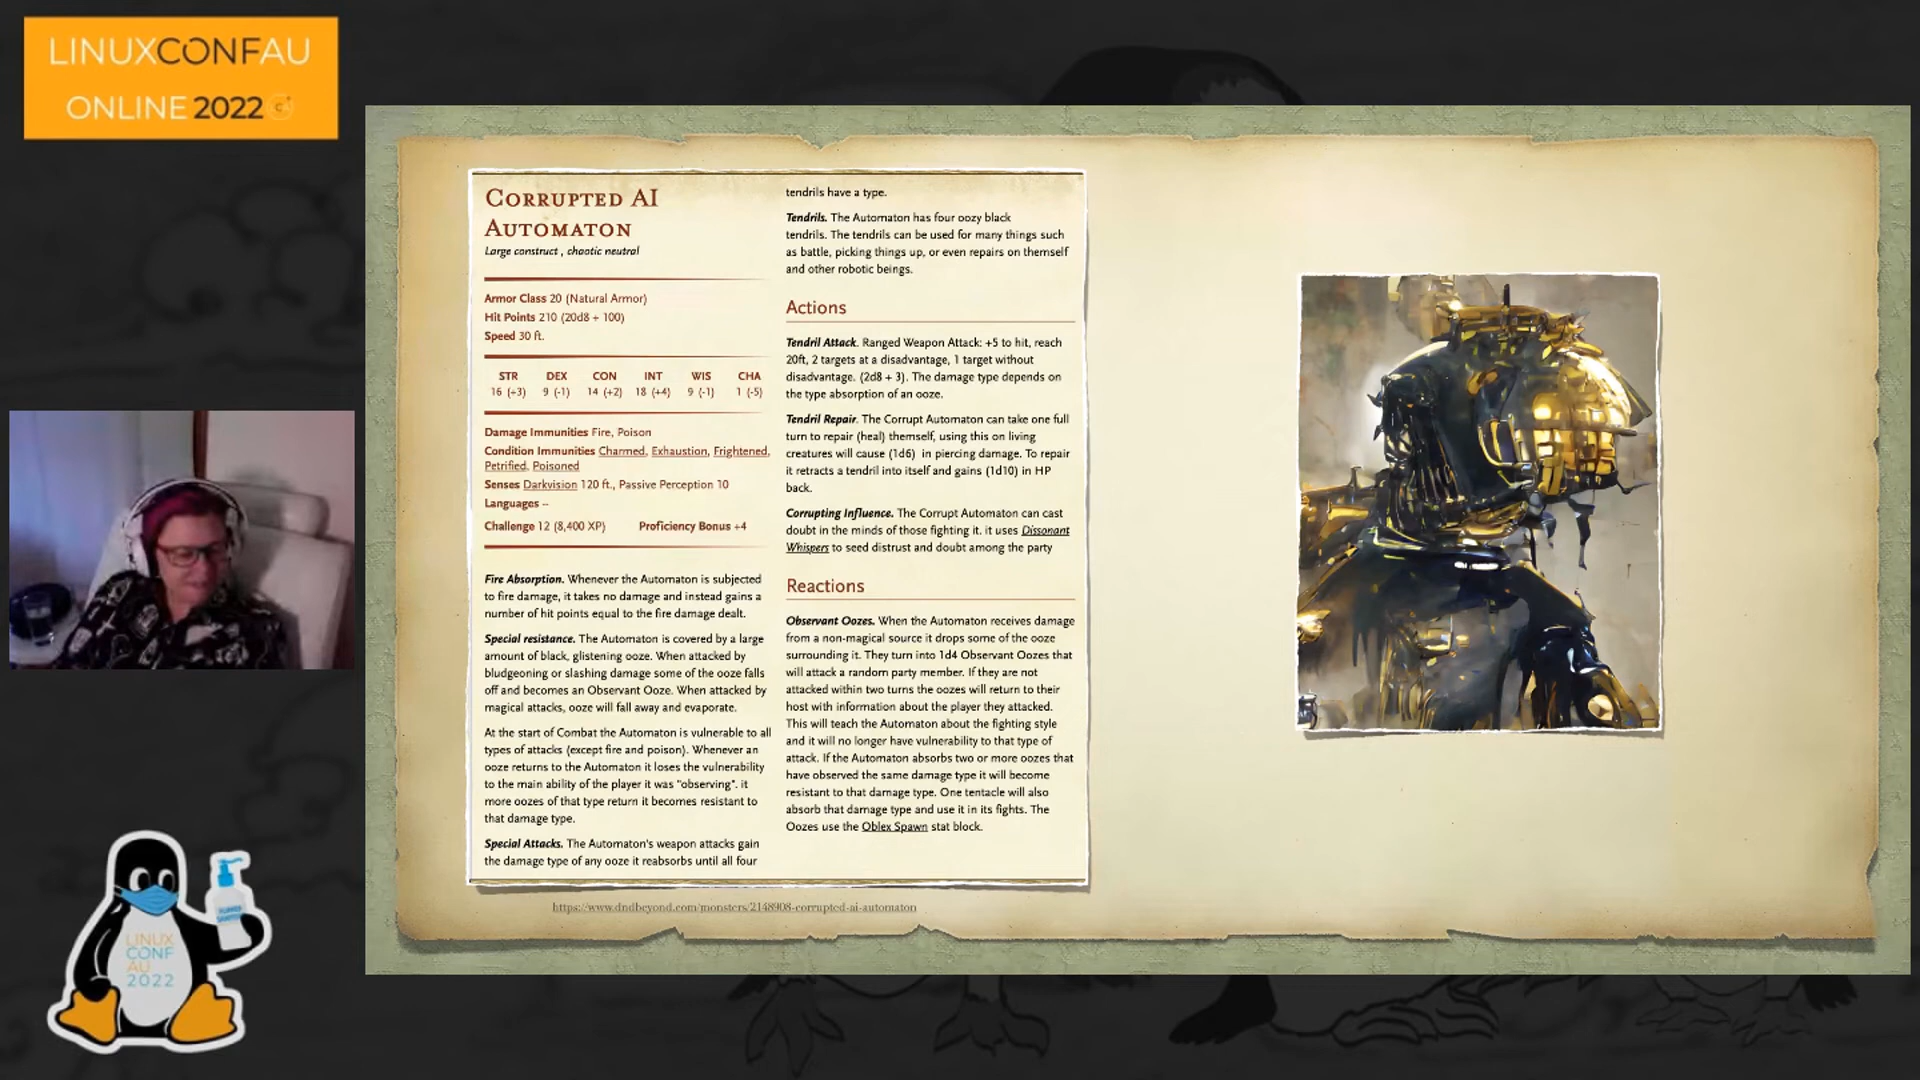 LINUXCONFAU
ONLINE 2022
CORRUPTED AI
AUTOMATON
Large construct , chaotic neutral
Armor Class 20 (Natural Armor)
Hit Points 210 (20d8 + 100)
Speed 30 ft.
STR DEX CON INT WIS CHA
16 (+3) 9 (-1) 14 (+2) 18 (+4) 9 (-1) 1 (-5)
Damage Immunities Fire, Poison
Condition Immunities Charmed, Exhaustion, Frightened,
Petrified, Poisoned
Senses Darkvision 120 ft., Passive Perception 10
Languages --
Challenge 12 (8,400 XP) Proficiency Bonus +4
Fire Absorption. Whenever the Automaton is subjected
to fire damage, it takes no damage and instead gains a
number of hit points equal to the fire damage dealt.
Special resistance. The Automaton is covered by a large
amount of black, glistening ooze. When attacked by
bludgeoning or slashing damage some of the ooze falls
off and becomes an Observant Ooze. When attacked by
magical attacks, ooze will fall away and evaporate.
At the start of Combat the Automaton is vulnerable to all
types of attacks (except fire and poison). Whenever an
ooze returns to the Automaton it loses the vulnerability
to the main ability of the player it was "observing". it
more oozes of that type return it becomes resistant to
that damage type.
Special Attacks. The Automaton's weapon attacks gain
the damage type of any ooze it reabsorbs until all four
tendrils have a type.
Tendrils. The Automaton has four oozy black
tendrils. The tendrils can be used for many things such
as battle, picking things up, or even repairs on themself
and other robotic beings.
Actions
Tendril Attack. Ranged Weapon Attack: +5 to hit, reach
20ft, 2 targets at a disadvantage, 1 target without
disadvantage. (2d8 + 3). The damage type depends on
the type absorption of an ooze.
Tendril Repair. The Corrupt Automaton can take one full
turn to repair (heal) themself, using this on living
creatures will cause (1d6) in piercing damage. To repair
it retracts a tendril into itself and gains (1d10) in HP
back.
Corrupting Influence. The Corrupt Automaton can cast
doubt in the minds of those fighting it. it uses Dissonant
Whispers to seed distrust and doubt among the party
Reactions
Observant Oozes. When the Automaton receives damage
from a non-magical source it drops some of the ooze
surrounding it. They turn into 1d4 Observant Oozes that
will attack a random party member. If they are not
attacked within two turns the oozes will return to their
host with information about the player they attacked.
This will teach the Automaton about the fighting style
and it will no longer have vulnerability to that type of
attack. If the Automaton absorbs two or more oozes that
have observed the same damage type it will become
resistant to that damage type. One tentacle will also
absorb that damage type and use it in its fights. The
Oozes use the Oblex Spawn stat block.
https://www.dndbeyond.com/monsters/2148908-corrupted-ai-automaton
LINUX
CONF
AU
2022